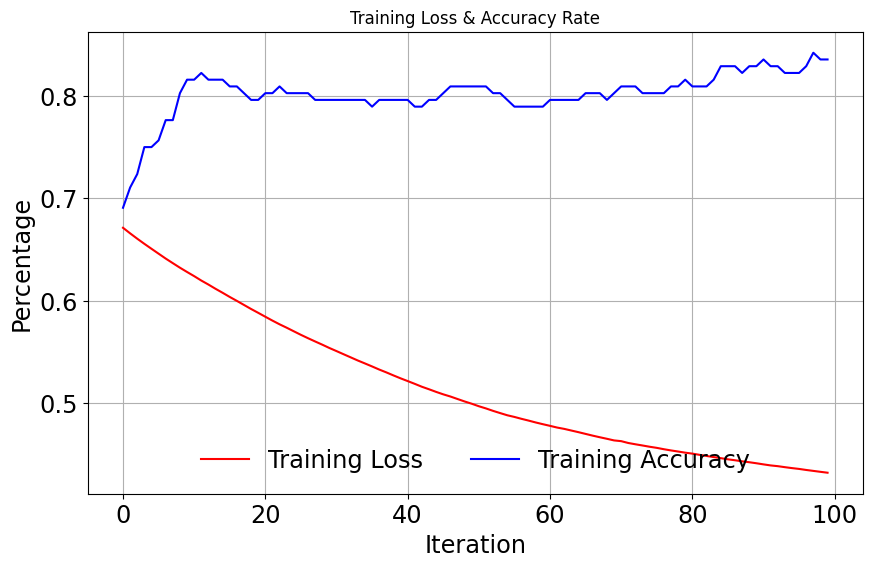 Training Loss & Accuracy Rate
Percentage
0.8
0.7
0.6
0.5
Training Loss Training Accuracy
0 20 40 60 80 100
Iteration